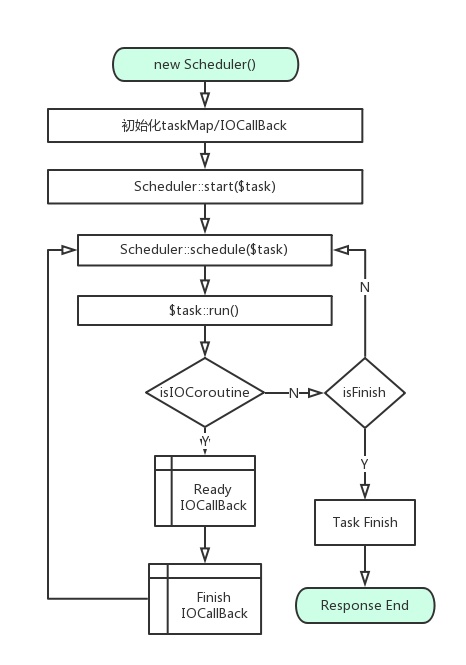 new Scheduler()
初始化taskMap/IOCallBack
Scheduler::start($task)
Scheduler::schedule($task)
N
$task::run()
isIOCoroutine
N
isFinish
Y
Y
Ready
IOCallBack
Task Finish
Finish
IOCallBack
Response End